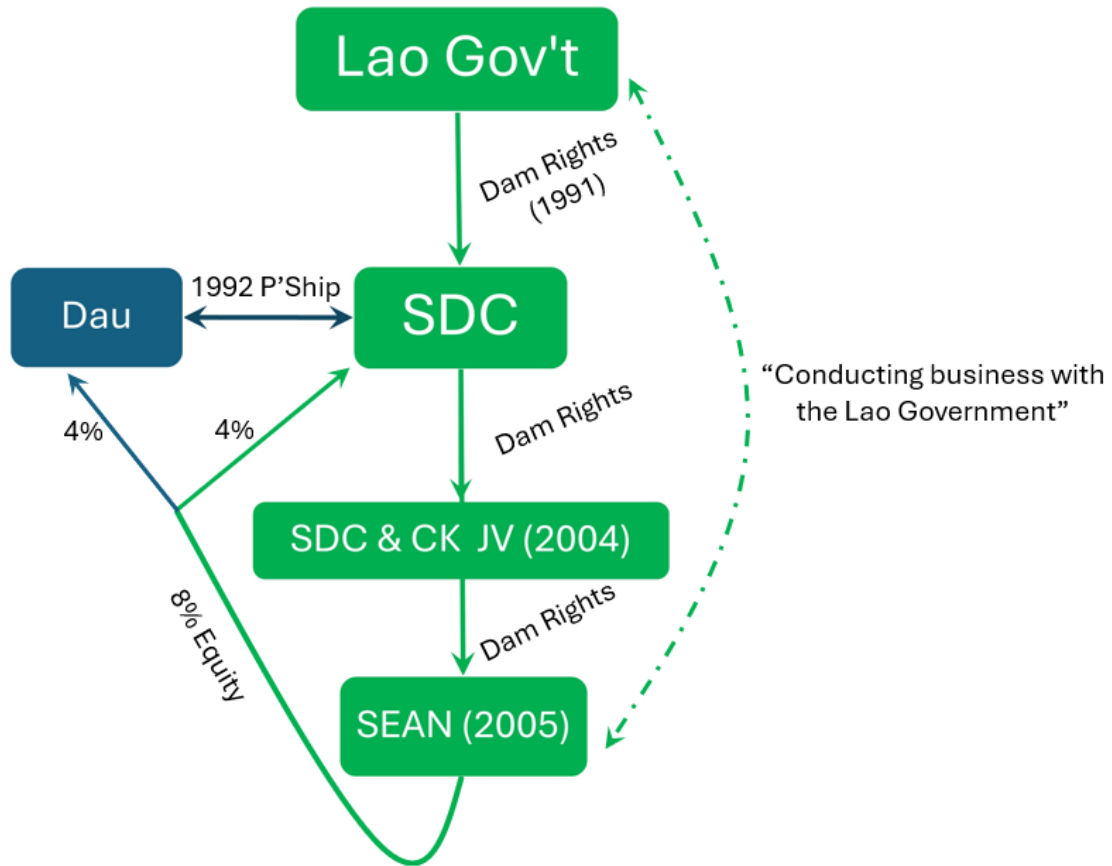 Lao Gov't
Dam Rights
(1991)
1992 P’Ship
Dau
SDC
“Conducting business with
the Lao Government”
4%
4%
Dam Rights
SDC & CK JV (2004)
8% Equity
Dam Rights
SEAN (2005)